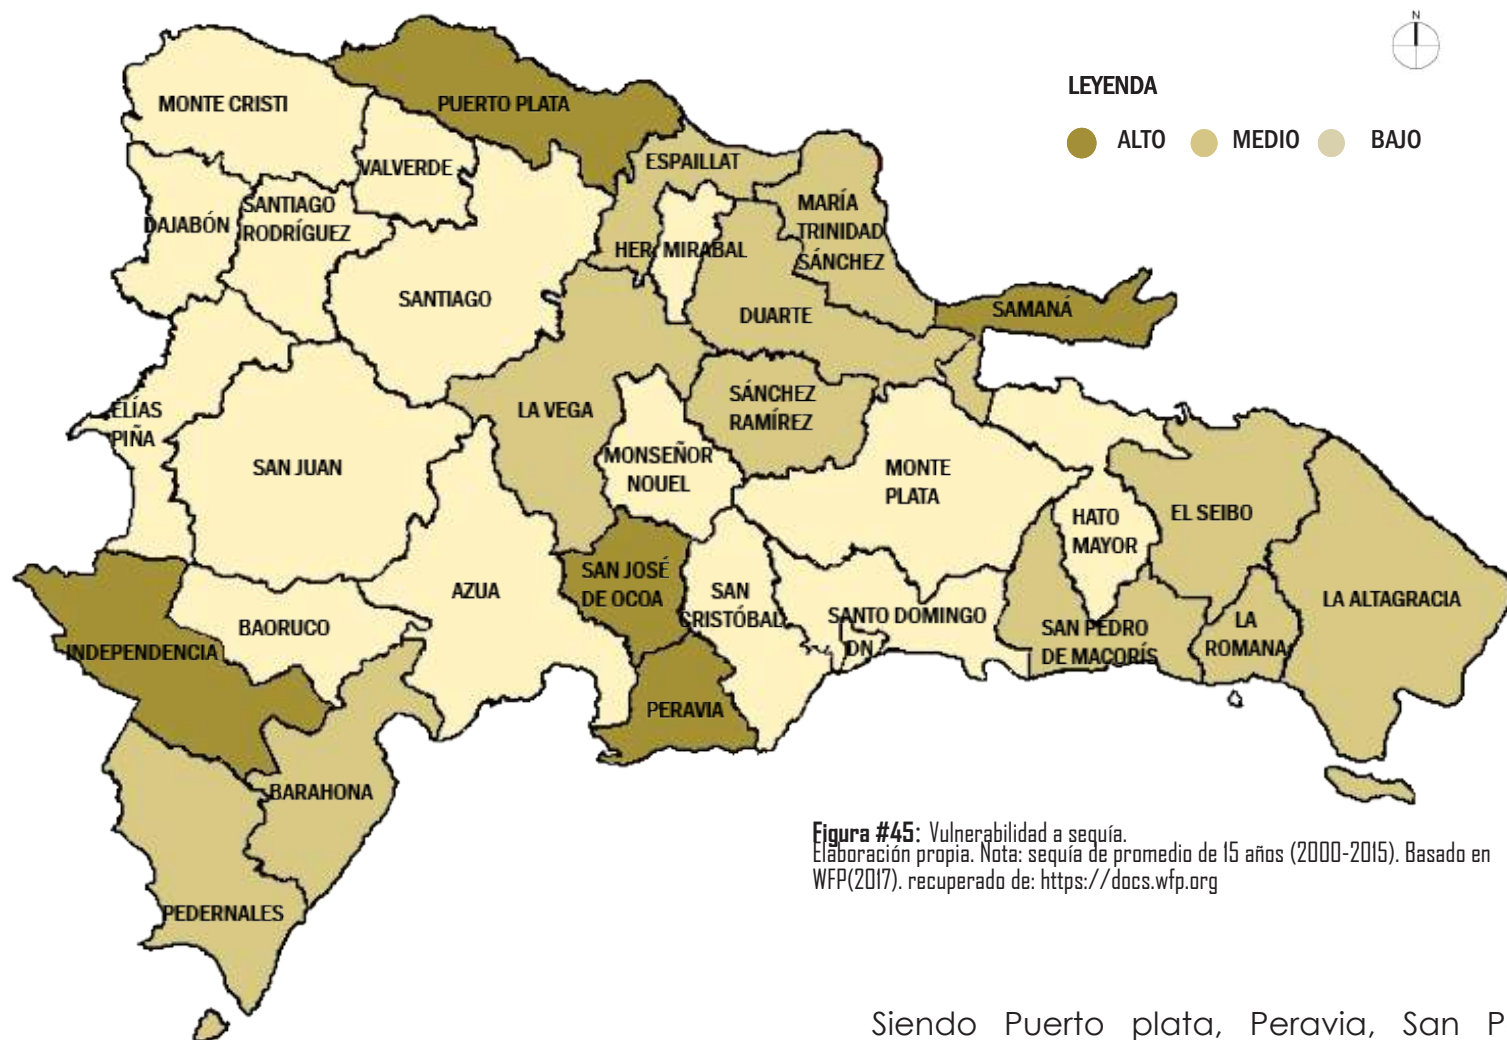 N
LEYENDA
ALTO
MEDIO
BAJO
MONTE CRISTI
PUERTO PLATA
VALVERDE
ESPAILLAT
DAJABÓN
SANTIAGO
RODRÍGUEZ
MARÍA
TRINIDAD
SÁNCHEZ
HER. MIRABAL
SANTIAGO
DUARTE
SAMANÁ
ELÍAS
PIÑA
LA VEGA
SÁNCHEZ
RAMÍREZ
SAN JUAN
MONSEÑOR
NOUEL
MONTE
PLATA
HATO
MAYOR
EL SEIBO
AZUA
SAN JOSÉ
DE OCOA
SAN
CRISTÓBAL
SANTO DOMINGO
DN
SAN PEDRO
DE MACORÍS
LA
ROMANA
LA ALTAGRACIA
BAORUCO
INDEPENDENCIA
PERAVIA
BARAHONA
PEDERNALES
Figura #45: Vulnerabilidad a sequía.
Elaboración propia. Nota: sequía de promedio de 15 años (2000-2015). Basado en
WFP(2017). recuperado de: https://docs.wfp.org
Siendo Puerto plata, Peravia, San P